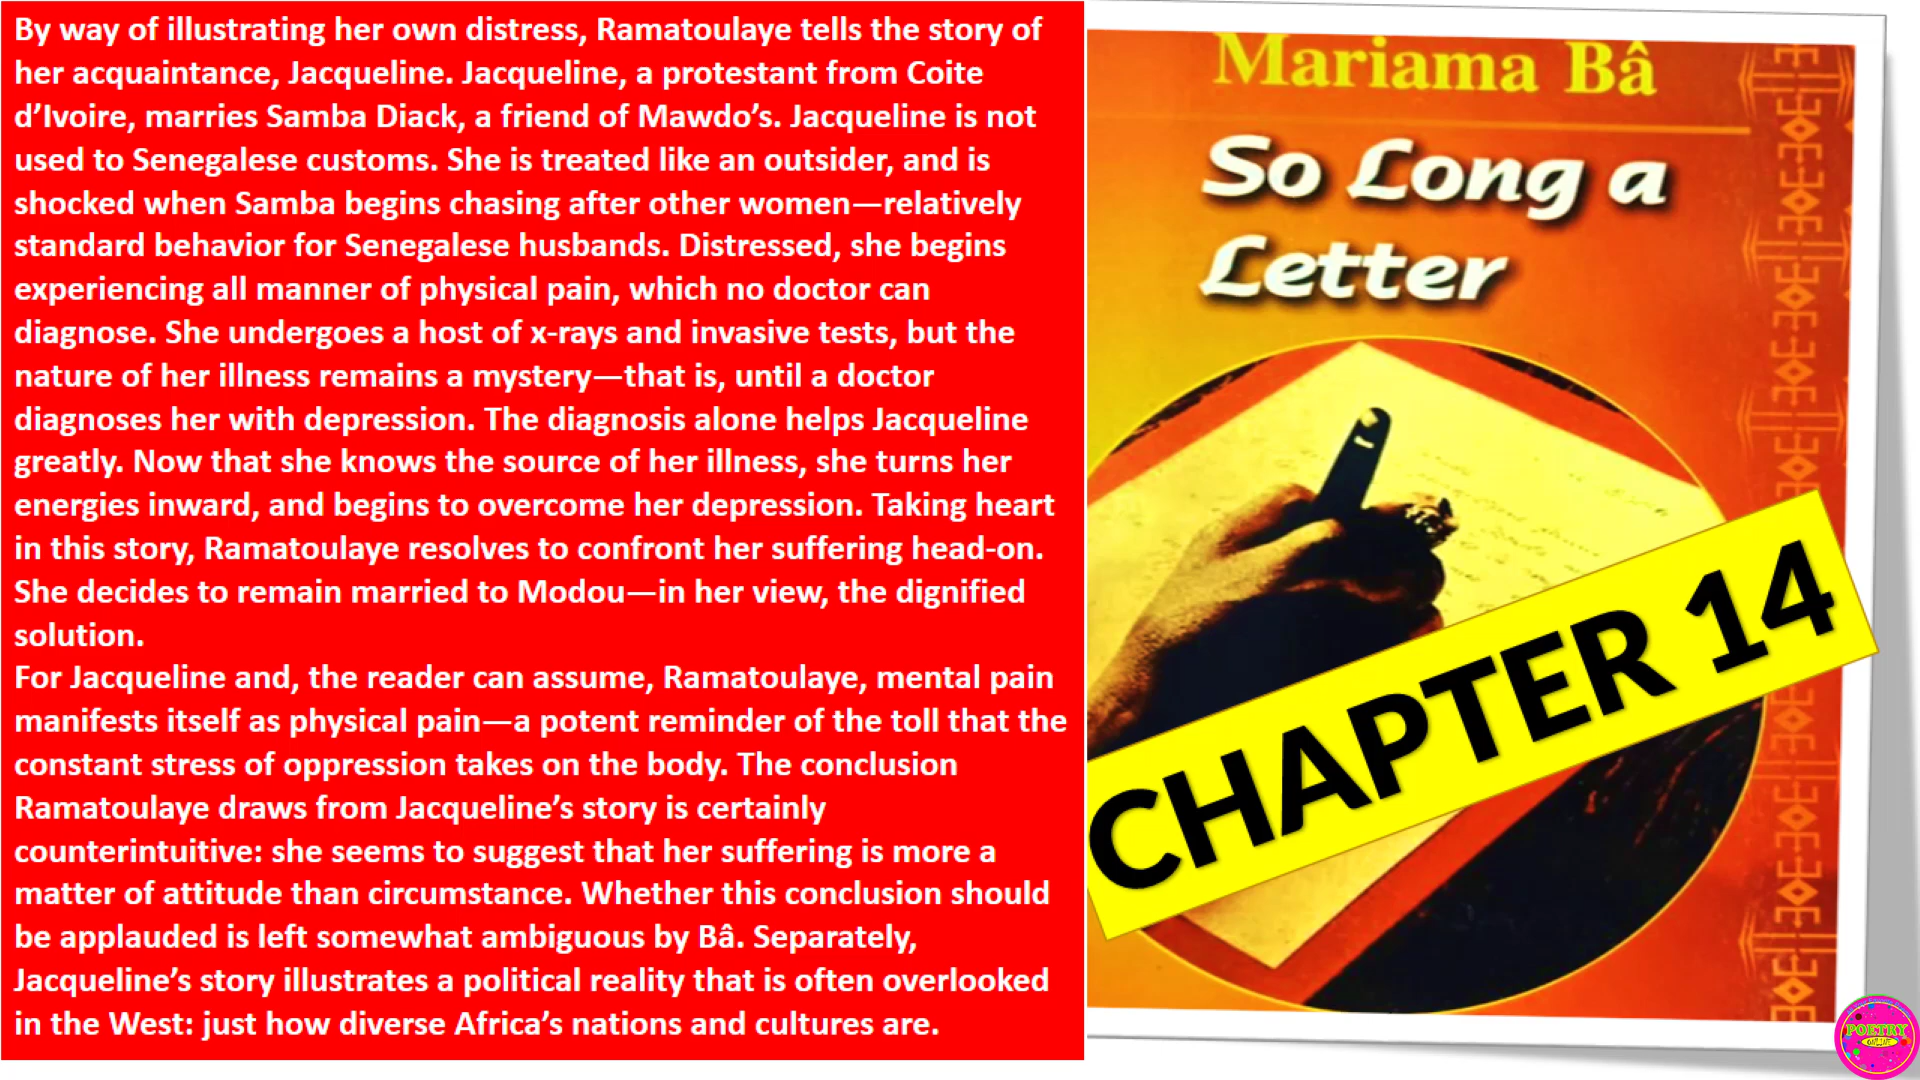 By way of illustrating her own distress, Ramatoulaye tells the story of
her acquaintance, Jacqueline. Jacqueline, a protestant from Coite
d’Ivoire, marries Samba Diack, a friend of Mawdo’s. Jacqueline is not
used to Senegalese customs. She is treated like an outsider, and is
shocked when Samba begins chasing after other women—relatively
standard behavior for Senegalese husbands. Distressed, she begins
experiencing all manner of physical pain, which no doctor can
diagnose. She undergoes a host of x-rays and invasive tests, but the
nature of her illness remains a mystery—that is, until a doctor
diagnoses her with depression. The diagnosis alone helps Jacqueline
greatly. Now that she knows the source of her illness, she turns her
energies inward, and begins to overcome her depression. Taking heart
in this story, Ramatoulaye resolves to confront her suffering head-on.
She decides to remain married to Modou—in her view, the dignified
solution.
For Jacqueline and, the reader can assume, Ramatoulaye, mental pain
manifests itself as physical pain—a potent reminder of the toll that the
constant stress of oppression takes on the body. The conclusion
Ramatoulaye draws from Jacqueline’s story is certainly
counterintuitive: she seems to suggest that her suffering is more a
matter of attitude than circumstance. Whether this conclusion should
be applauded is left somewhat ambiguous by Bâ. Separately,
Jacqueline’s story illustrates a political reality that is often overlooked
in the West: just how diverse Africa’s nations and cultures are.
Mariama Bâ
So Long a
Letter
CHAPTER 14
POETRY
ONLINE